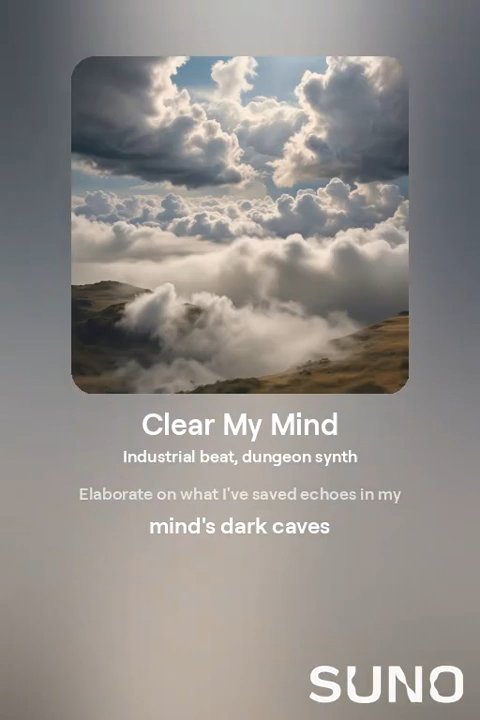 Clear My Mind
Industrial beat, dungeon synth
Elaborate on what I've saved echoes in my
mind's dark caves
SUNO